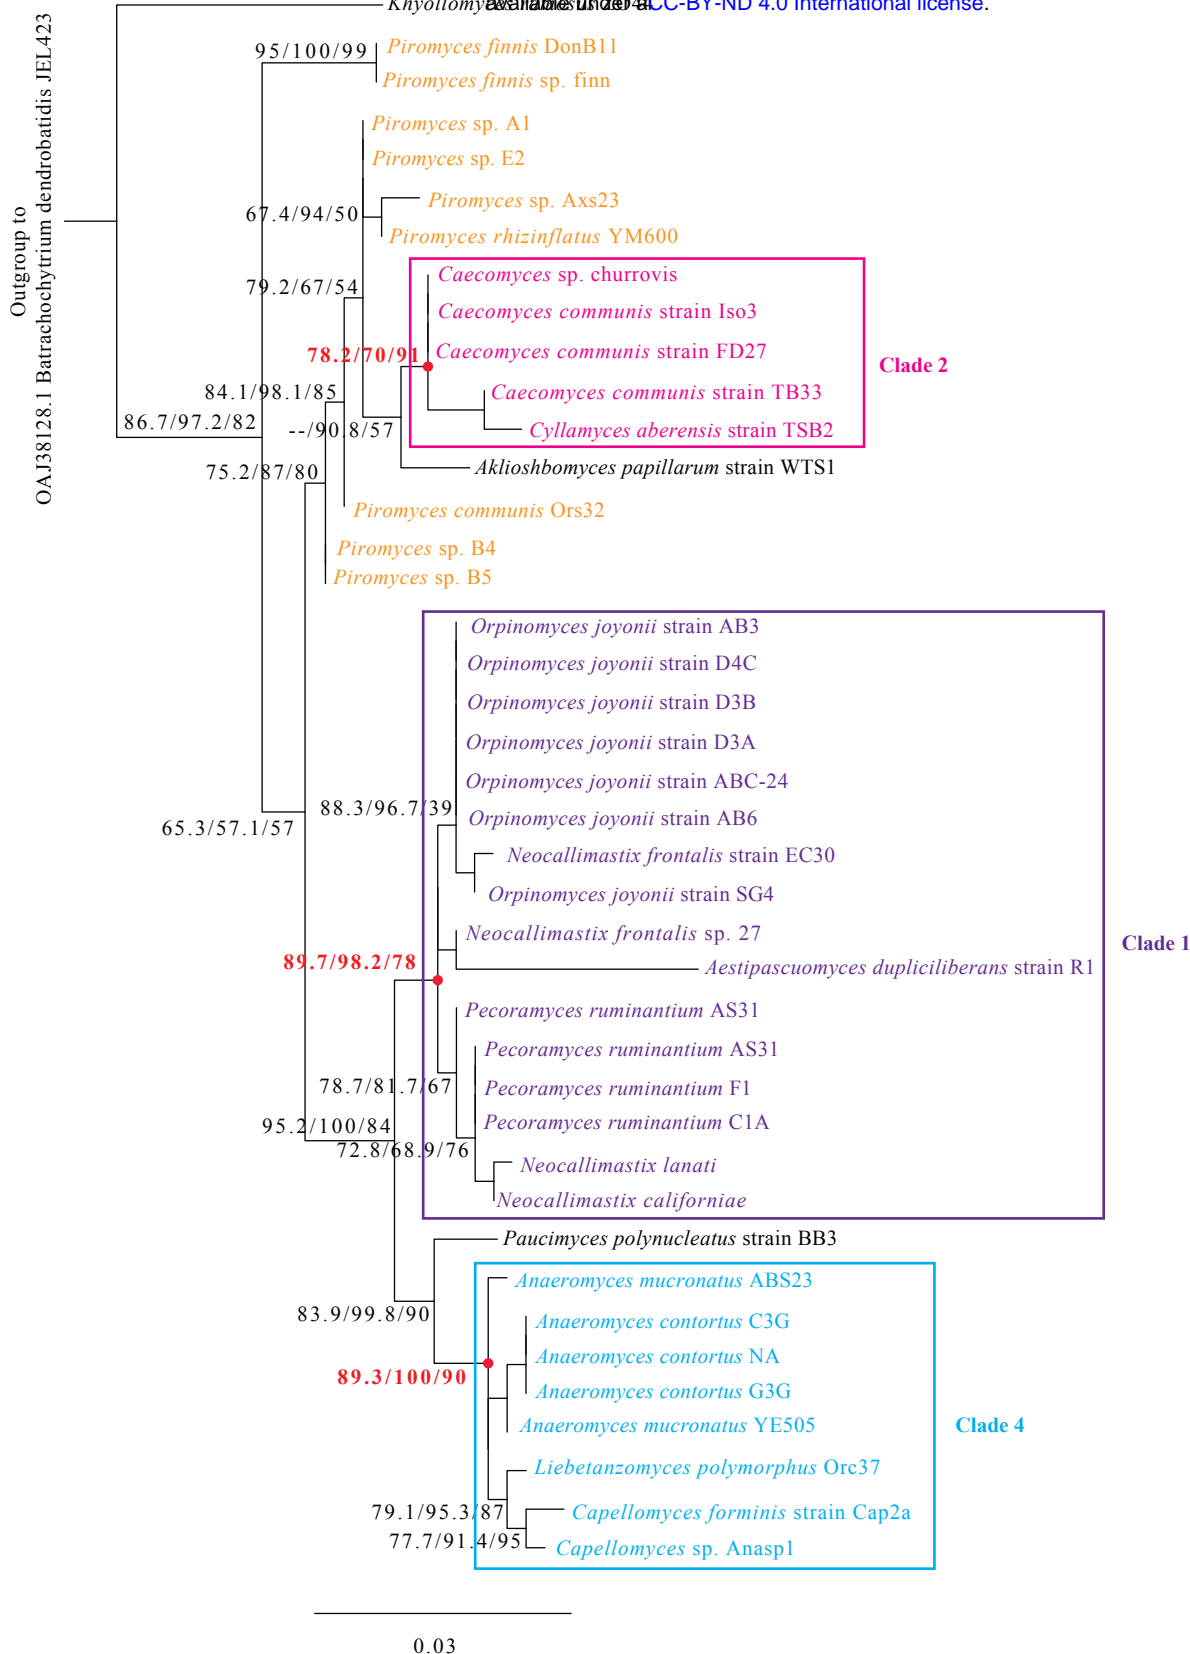 Khyollomyces
CC-BY-ND 4.0 International license.
Outgroup to
OAJ38128.1 Batrachochytrium dendrobatidis JEL423
95/100/99
Piromyces finnis DonB11
Piromyces finnis sp. finn
Piromyces sp. A1
Piromyces sp. E2
Piromyces sp. Axs23
67.4/94/50
Piromyces rhizinflatus YM600
Caecomyces sp. churrovis
79.2/67/54
Caecomyces communis strain Iso3
78.2/70/91
Caecomyces communis strain FD27
Clade 2
84.1/98.1/85
Caecomyces communis strain TB33
86.7/97.2/82
--/90.8/57
Cyllamyces aberensis strain TSB2
75.2/87/80
Aklioshbomyces papillarum strain WTS1
Piromyces communis Ors32
Piromyces sp. B4
Piromyces sp. B5
Orpinomyces joyonii strain AB3
Orpinomyces joyonii strain D4C
Orpinomyces joyonii strain D3B
Orpinomyces joyonii strain D3A
Orpinomyces joyonii strain ABC-24
88.3/96.7/39
Orpinomyces joyonii strain AB6
65.3/57.1/57
Neocallimastix frontalis strain EC30
Orpinomyces joyonii strain SG4
Neocallimastix frontalis sp. 27
Clade 1
89.7/98.2/78
Aestipascuomyces dupliciliberans strain R1
Pecoramyces ruminantium AS31
Pecoramyces ruminantium AS31
78.7/81.7/67
Pecoramyces ruminantium F1
95.2/100/84
Pecoramyces ruminantium C1A
72.8/68.9/76
Neocallimastix lanati
Neocallimastix californiae
Paucimyces polynucleatus strain BB3
Anaeromyces mucronatus ABS23
83.9/99.8/90
Anaeromyces contortus C3G
Anaeromyces contortus NA
89.3/100/90
Anaeromyces contortus G3G
Anaeromyces mucronatus YE505
Clade 4
Liebetanzomyces polymorphus Orc37
79.1/95.3/87
Capellomyces forminis strain Cap2a
77.7/91.4/95
Capellomyces sp. Anasp1
0.03